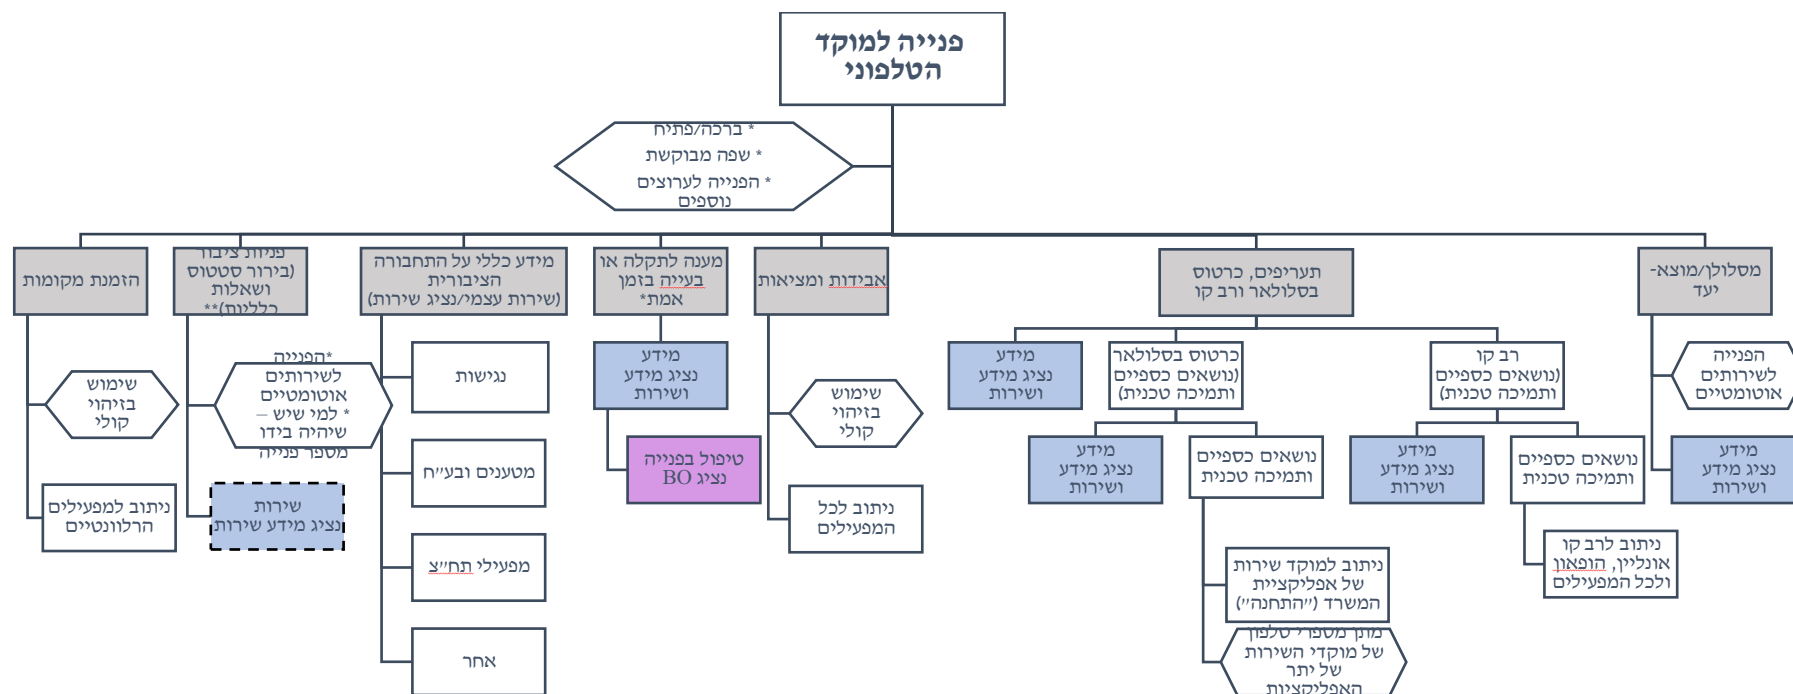 פנייה למוקד
הטלפוני
* ברכה/פתיח
* שפה מבוקשת
* הפנייה לערוצים
נוספים
מסלולן/מוצא-
יעד
הפנייה
לשירותים
אוטומטיים
מידע
נציג מידע
ושירות
תעריפים, כרטוס
בסלולאר ורב קו
רב קו
(נושאים כספיים
ותמיכה טכנית)
נושאים כספיים
ותמיכה טכנית
ניתוב לרב קו
אונליין, הופאון
ולכל המפעילים
מידע
נציג מידע
ושירות
כרטוס בסלולאר
(נושאים כספיים
ותמיכה טכנית)
נושאים כספיים
ותמיכה טכנית
ניתוב למוקד שירות
של אפליקציית
המשרד ("התחנה")
מתן מספרי טלפון
של מוקדי השירות
של יתר
האפליקציות
מידע
נציג מידע
ושירות
מידע
נציג מידע
ושירות
אבידות ומציאות
שימוש
בזיהוי
קולי
ניתוב לכל
המפעילים
מענה לתקלה או
בעייה בזמן
אמת*
מידע
נציג מידע
ושירות
טיפול בפנייה
נציג BO
מידע כללי על התחבורה
הציבורית
(שירות עצמי/נציג שירות)
נגישות
מטענים ובע"ח
מפעילי תח"צ
אחר
פניות ציבור
(בירור סטטוס
ושאלות
כלליות)**
*הפנייה
לשירותים
אוטומטיים
* למי שיש –
שיהיה בידו
מספר פנייה
שירות
נציג מידע שירות
הזמנת מקומות
שימוש
בזיהוי
קולי
ניתוב למפעילים
הרלוונטיים